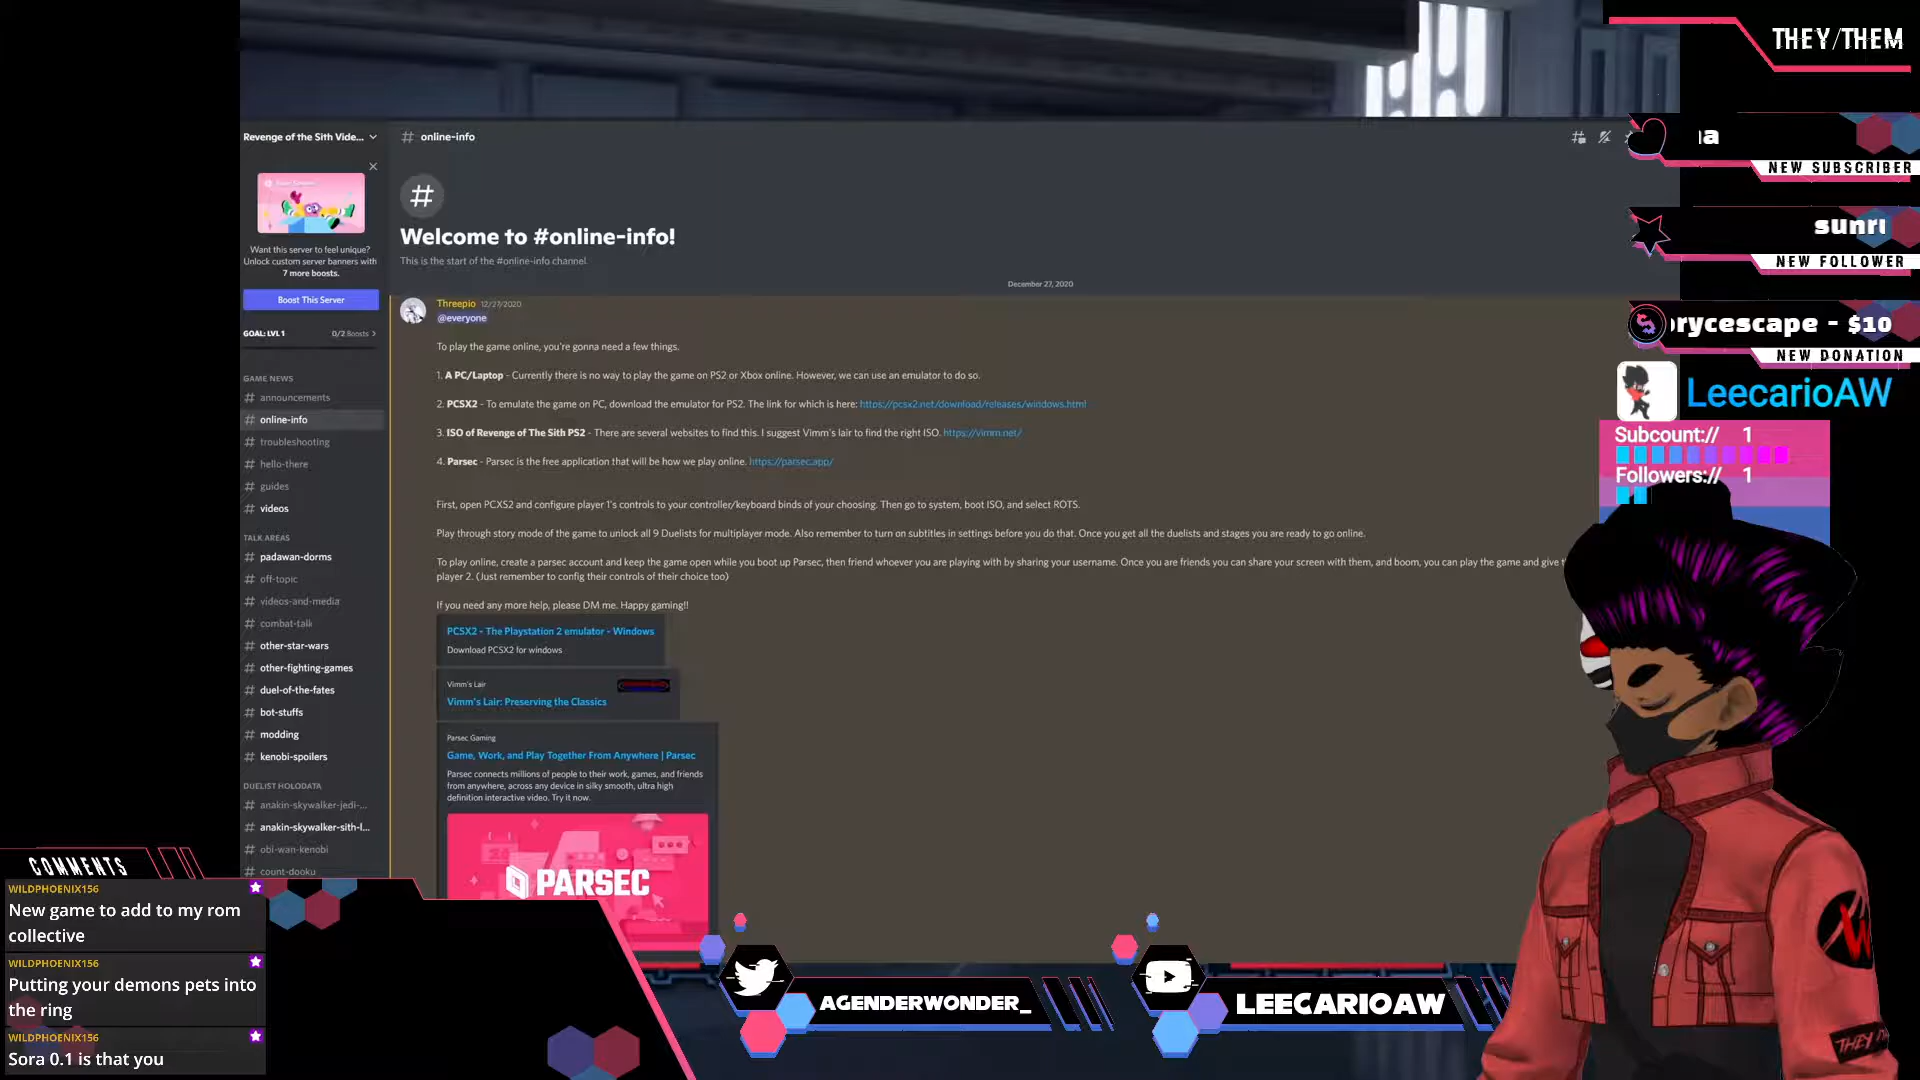 THEY/THEM
Revenge of the Sith Vide...
# online-info
Want this server to feel unique?
Unlock custom server banners with
7 more boosts.
Boost This Server
GOAL: LVL 1 0/2 Boosts >
GAME NEWS
# announcements
# online-info
# troubleshooting
# hello-there
# guides
# videos
TALK AREAS
# padawan-dorms
# off-topic
# videos-and-media
# combat-talk
# other-star-wars
# other-fighting-games
# duel-of-the-fates
# bot-stuffs
# modding
# kenobi-spoilers
DUELIST HOLODATA
# anakin-skywalker-jedi-...
# anakin-skywalker-sith-l...
# obi-wan-kenobi
# count-dooku
#
Welcome to #online-info!
This is the start of the #online-info channel.
December 27, 2020
Threepio 12/27/2020
@everyone
To play the game online, you're gonna need a few things.
1. A PC/Laptop - Currently there is no way to play the game on PS2 or Xbox online. However, we can use an emulator to do so.
2. PCSX2 - To emulate the game on PC, download the emulator for PS2. The link for which is here: https://pcsx2.net/download/releases/windows.html
3. ISO of Revenge of The Sith PS2 - There are several websites to find this. I suggest Vimm's lair to find the right ISO. https://vimm.net/
4. Parsec - Parsec is the free application that will be how we play online. https://parsec.app/
First, open PCXS2 and configure player 1's controls to your controller/keyboard binds of your choosing. Then go to system, boot ISO, and select ROTS.
Play through story mode of the game to unlock all 9 Duelists for multiplayer mode. Also remember to turn on subtitles in settings before you do that. Once you get all the duelists and stages you are ready to go online.
To play online, create a parsec account and keep the game open while you boot up Parsec, then friend whoever you are playing with by sharing your username. Once you are friends you can share your screen with them, and boom, you can play the game and give t
player 2. (Just remember to config their controls of their choice too)
If you need any more help, please DM me. Happy gaming!!
PCSX2 - The Playstation 2 emulator - Windows
Download PCSX2 for windows
Vimm's Lair
Vimm's Lair: Preserving the Classics
Parsec Gaming
Game, Work, and Play Together From Anywhere | Parsec
Parsec connects millions of people to their work, games, and friends
from anywhere, across any device in silky smooth, ultra high
definition interactive video. Try it now.
PARSEC
NEW SUBSCRIBER
sunri
NEW FOLLOWER
rycescape - $10
NEW DONATION
LeecarioAW
Subcount:// 1
Followers:// 1
COMMENTS
WILDPHOENIX156
New game to add to my rom
collective
WILDPHOENIX156
Putting your demons pets into
the ring
WILDPHOENIX156
Sora 0.1 is that you
AGENDERWONDER_
LEECARIOAW
W